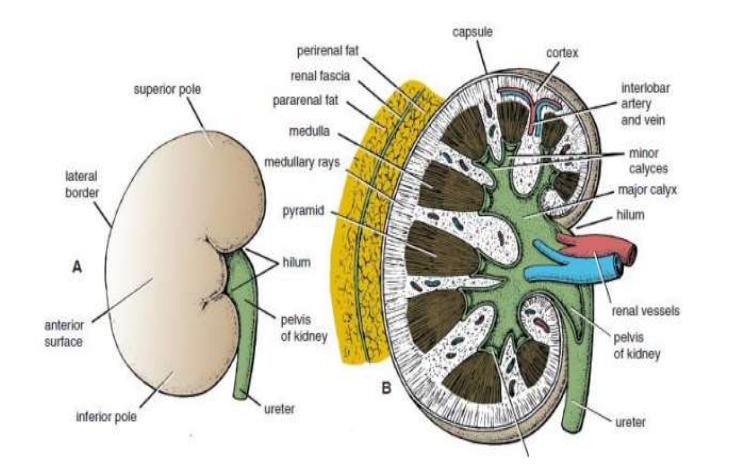 superior pole
lateral
border
A
anterior
surface
inferior pole
hilum
pelvis
of kidney
ureter
perirenal fat
renal fascia
pararenal fat
medulla
medullary rays
pyramid
B
capsule
cortex
interlobar
artery
and vein
minor
calyces
major calyx
hilum
renal vessels
pelvis
of kidney
ureter